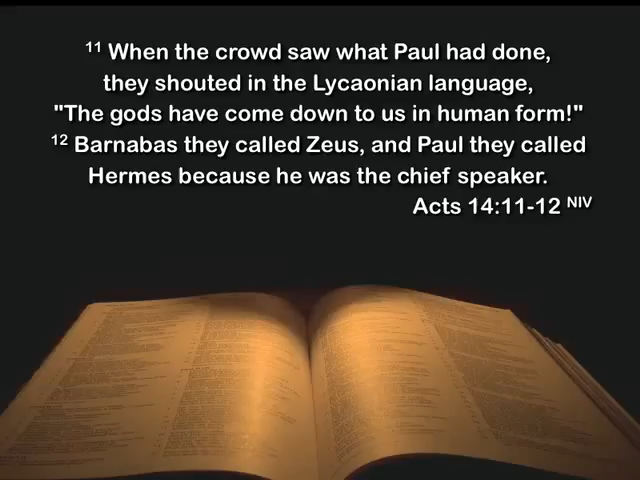 11 When the crowd saw what Paul had done,
they shouted in the Lycaonian language,
"The gods have come down to us in human form!"
12 Barnabas they called Zeus, and Paul they called
Hermes because he was the chief speaker.
Acts 14:11-12 NIV